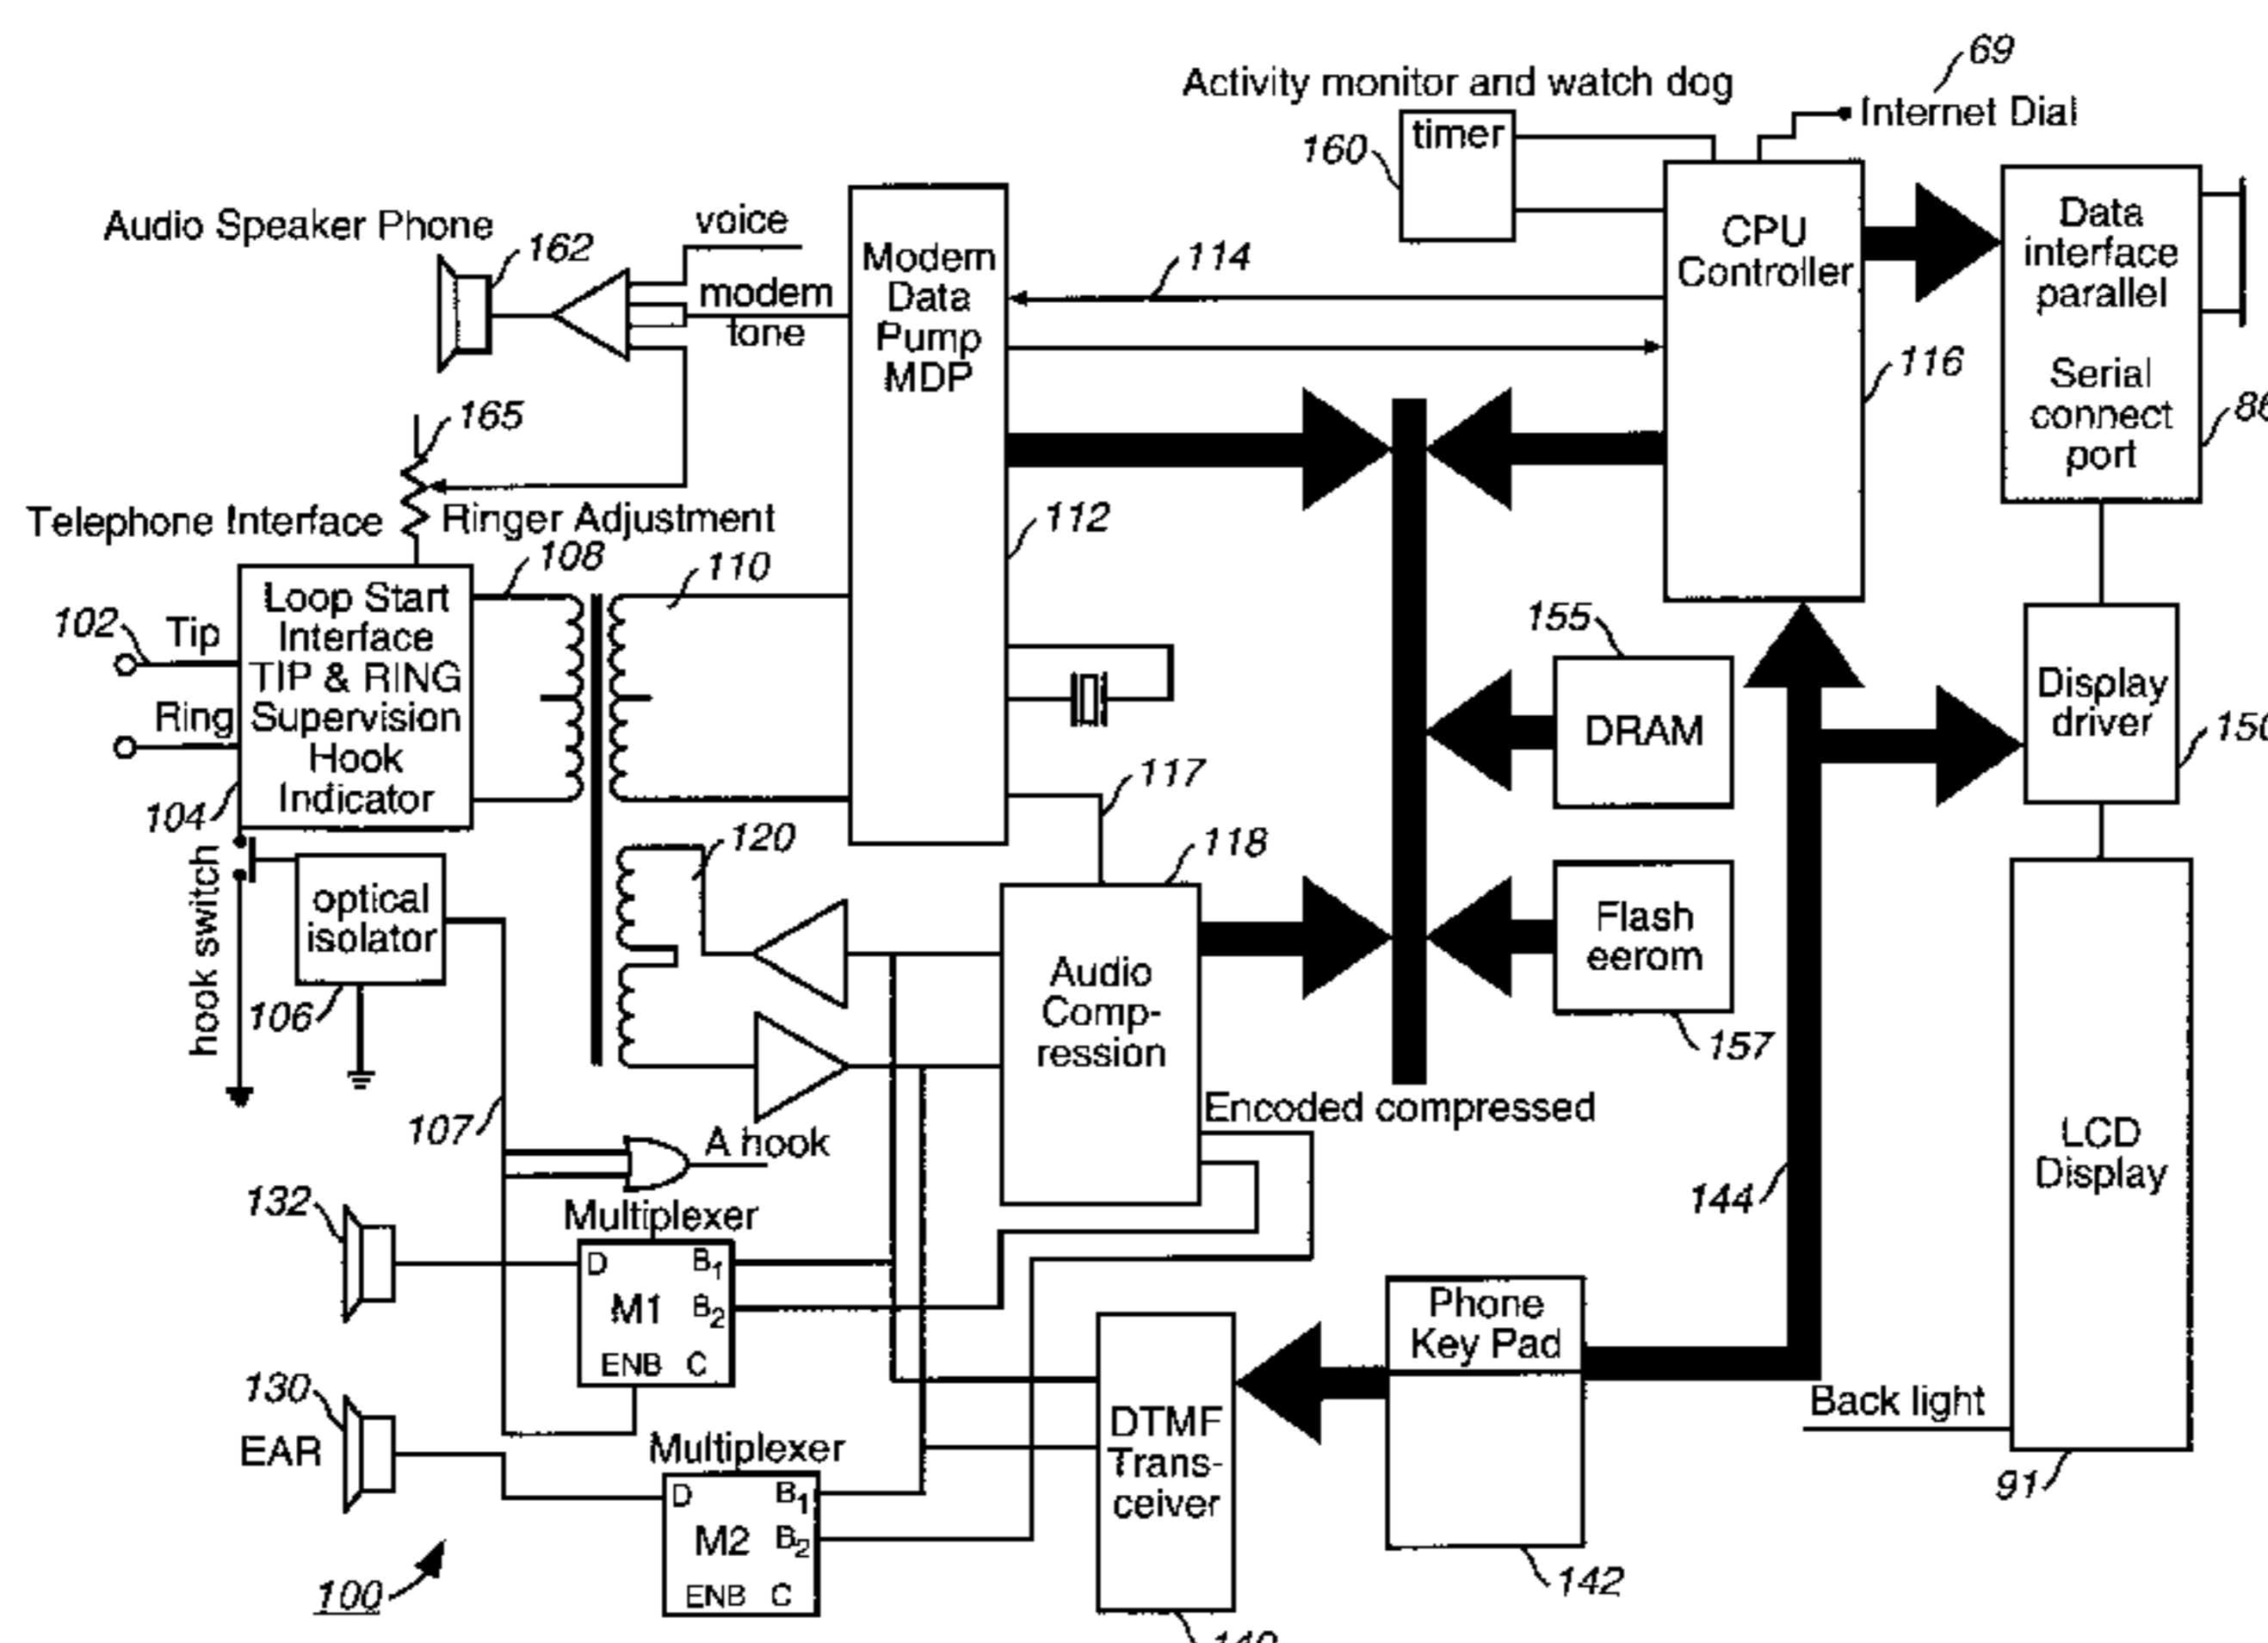 69
Activity monitor and watch dog
Internet Dial
timer
160
Audio Speaker Phone
162
voice
modem
tone
Modem
Data
Pump
MDP
114
CPU
Controller
Data
interface
parallel
Serial
connect
port
116
165
Telephone Interface
Ringer Adjustment
108
110
112
102
Tip
Ring
Loop Start
Interface
TIP & RING
Supervision
Hook
Indicator
104
155
DRAM
Display
driver
117
118
120
hook switch
optical
isolator
106
Audio
Comp-
ression
Flash
eerom
157
Encoded compressed
107
A hook
LCD
Display
144
132
Multiplexer
D
B1
M1
B2
ENB C
Phone
Key Pad
130
EAR
Multiplexer
D
B1
M2
B2
ENB C
DTMF
Trans-
ceiver
Back light
91
100
142